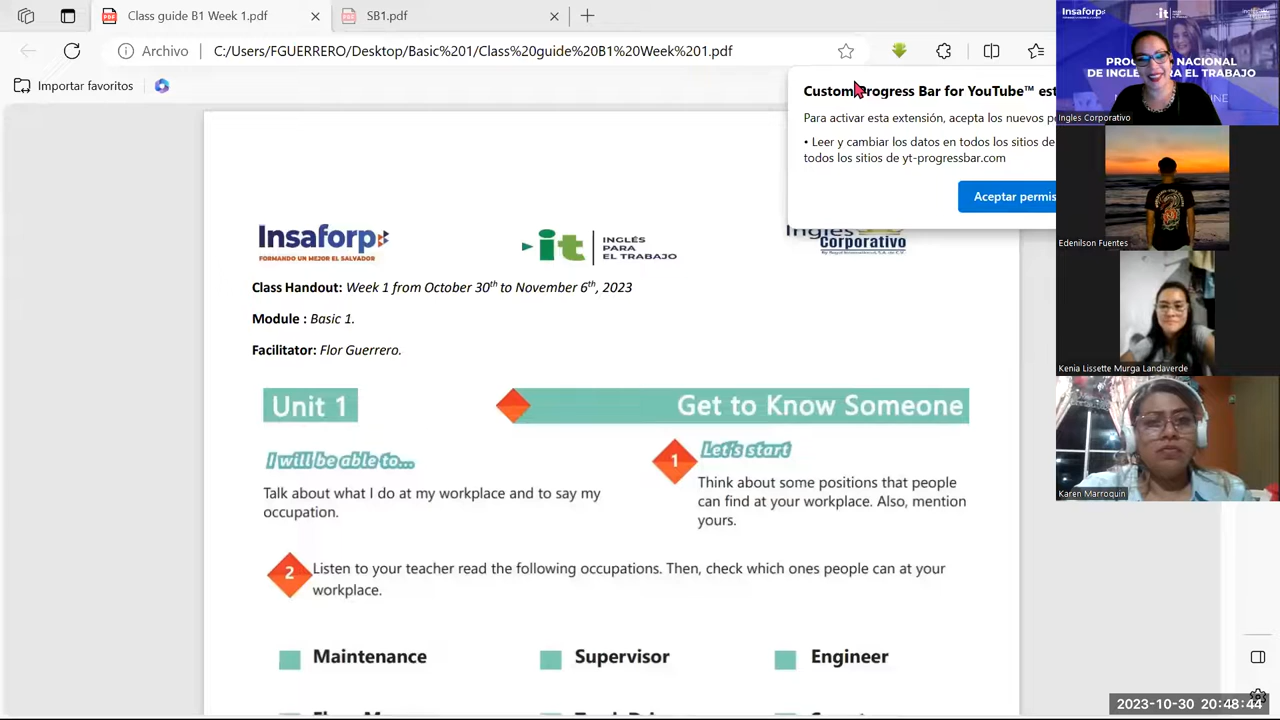 Class guide B1 Week 1.pdf
SB1.pdf
Archivo
C:/Users/FGUERRERO/Desktop/Basic%201/Class%20guide%20B1%20Week%201.pdf
Importar favoritos
Custom Progress Bar for YouTube™ est
Para activar esta extensión, acepta los nuevos
• Leer y cambiar los datos en todos los sitios de
todos los sitios de yt-progressbar.com
Aceptar permis
Insaforp
FORMANDO UN MEJOR EL SALVADOR
it
INGLÉS
PARA
EL TRABAJO
Ingles
Corporativo
Class Handout: Week 1 from October 30th to November 6th, 2023
Module : Basic 1.
Facilitator: Flor Guerrero.
Unit 1
Get to Know Someone
I will be able to...
Talk about what I do at my workplace and to say my
occupation.
1
Let's start
Think about some positions that people
can find at your workplace. Also, mention
yours.
2
Listen to your teacher read the following occupations. Then, check which ones people can at your
workplace.
Maintenance
Supervisor
Engineer
Insaforp
it
DE INGLÉS
EL TRABAJO
Ingles Corporativo
Edenilson Fuentes
Kenia Lissette Murga Landaverde
Karen Marroquin
2023-10-30 20:48:44